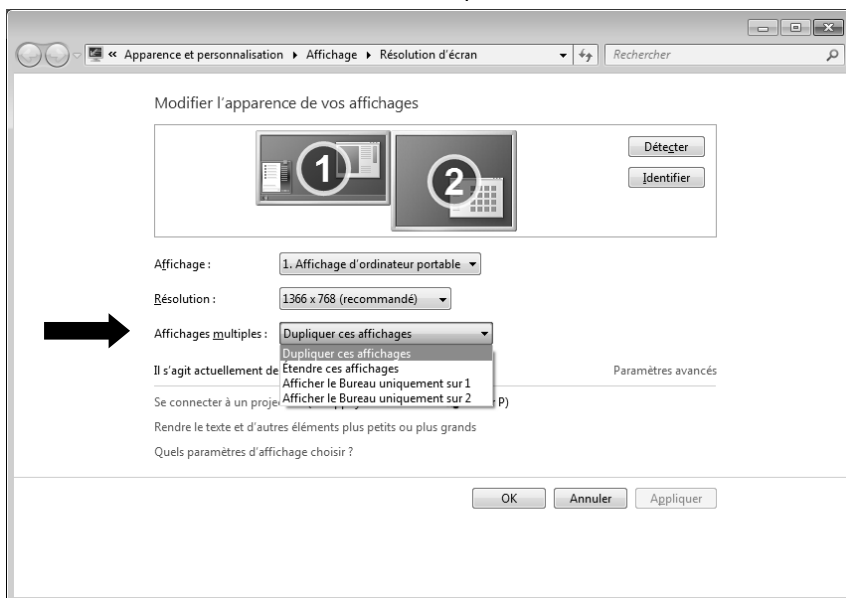 « Apparence et personnalisation ▸ Affichage ▸ Résolution d'écran
Rechercher
Modifier l'apparence de vos affichages
1
2
Détecter
Identifier
Affichage :
1. Affichage d'ordinateur portable
Résolution :
1366 x 768 (recommandé)
Affichages multiples :
Dupliquer ces affichages
Dupliquer ces affichages
Étendre ces affichages
Afficher le Bureau uniquement sur 1
Afficher le Bureau uniquement sur 2
Il s'agit actuellement de
Paramètres avancés
Se connecter à un proje
r P)
Rendre le texte et d'autres éléments plus petits ou plus grands
Quels paramètres d'affichage choisir ?
OK
Annuler
Appliquer